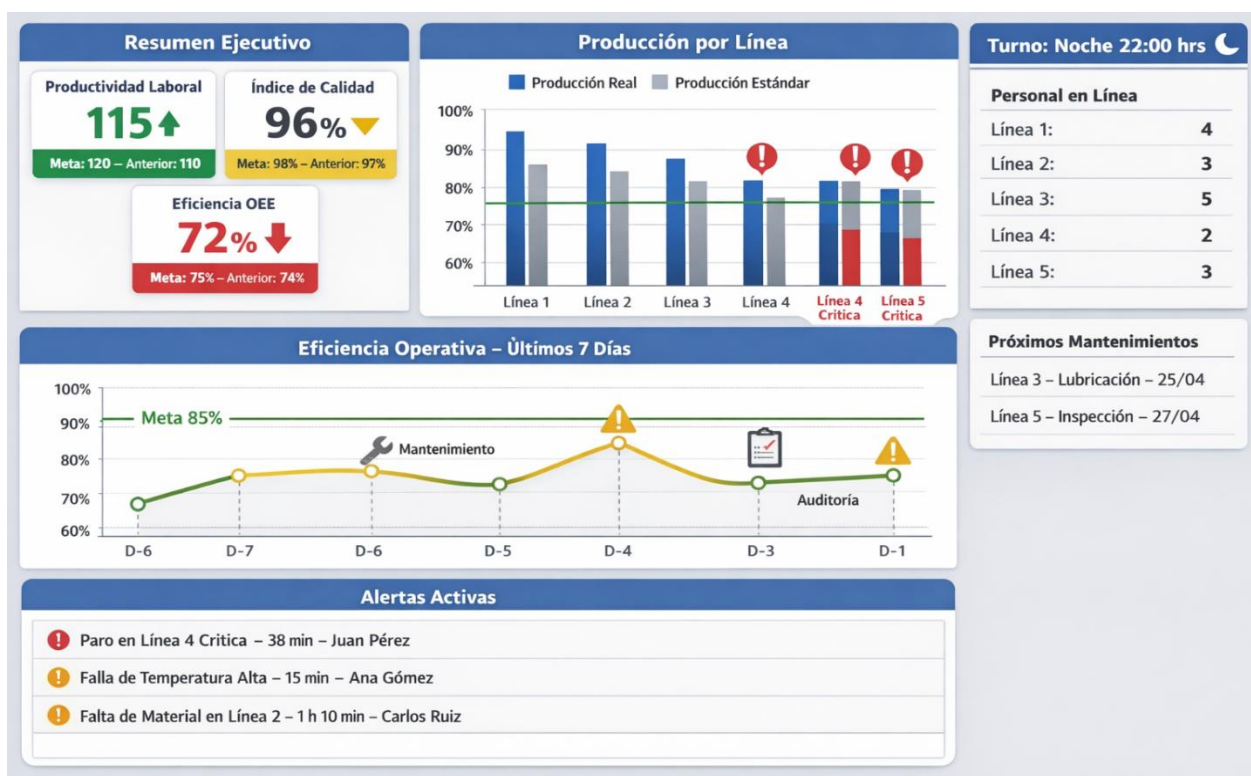 Resumen Ejecutivo
Productividad Laboral
115
Meta: 120 – Anterior: 110
Índice de Calidad
96%
Meta: 98% – Anterior: 97%
Eficiencia OEE
72%
Meta: 75% – Anterior: 74%
Producción por Línea
Producción Real
Producción Estándar
100%
90%
80%
70%
60%
Línea 1
Línea 2
Línea 3
Línea 4
Línea 4
Critica
Línea 5
Critica
Turno: Noche 22:00 hrs
Personal en Línea
Línea 1: 4
Línea 2: 3
Línea 3: 5
Línea 4: 2
Línea 5: 3
Próximos Mantenimientos
Línea 3 – Lubricación – 25/04
Línea 5 – Inspección – 27/04
Eficiencia Operativa – Ùltimos 7 Días
100%
90%
80%
70%
60%
Meta 85%
Mantenimiento
Auditoría
D-6
D-7
D-6
D-5
D-4
D-3
D-1
Alertas Activas
Paro en Línea 4 Critica – 38 min – Juan Pérez
Falla de Temperatura Alta – 15 min – Ana Gómez
Falta de Material en Línea 2 – 1 h 10 min – Carlos Ruiz